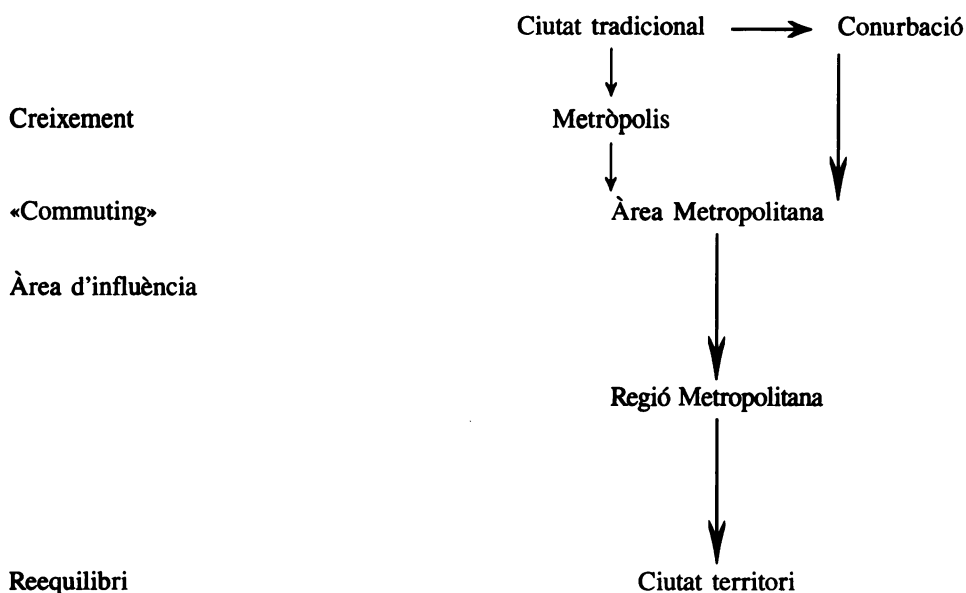 Ciutat tradicional Conurbació
Creixement Metròpolis
«Commuting» Àrea Metropolitana
Àrea d'influència
Regió Metropolitana
Reequilibri Ciutat territori